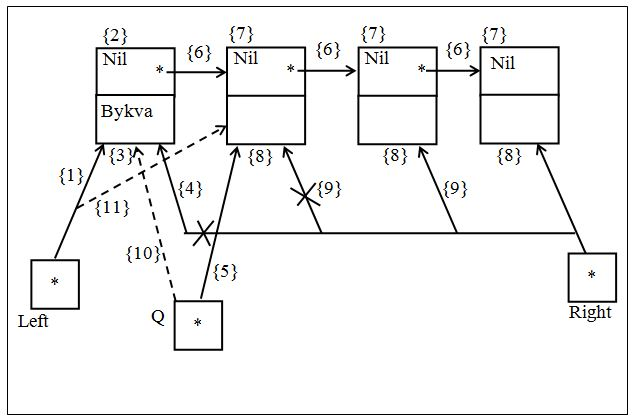 {2} {7} {7} {7}
Nil * {6} Nil * {6} Nil * {6} Nil
Bykva
{3} {8} {8} {8}
{1} {4} {9} {9}
{11}
{10} {5}
* *
Left Q * Right